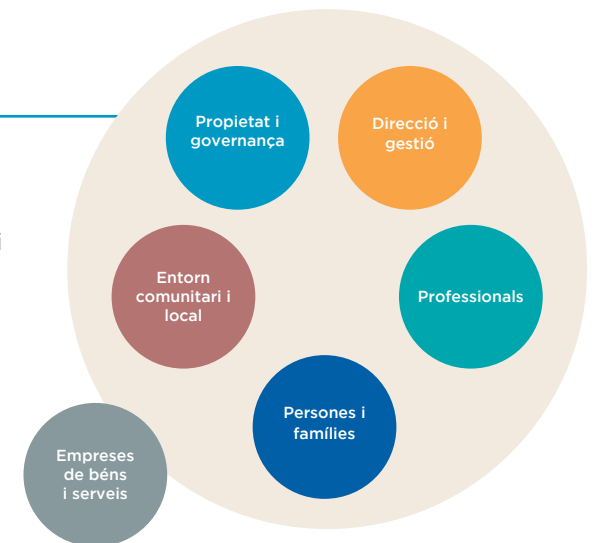 Propietat i
governança
Direcció i
gestió
i
Entorn
comunitari i
local
Professionals
Persones i
famílies
Empreses
de béns
i serveis